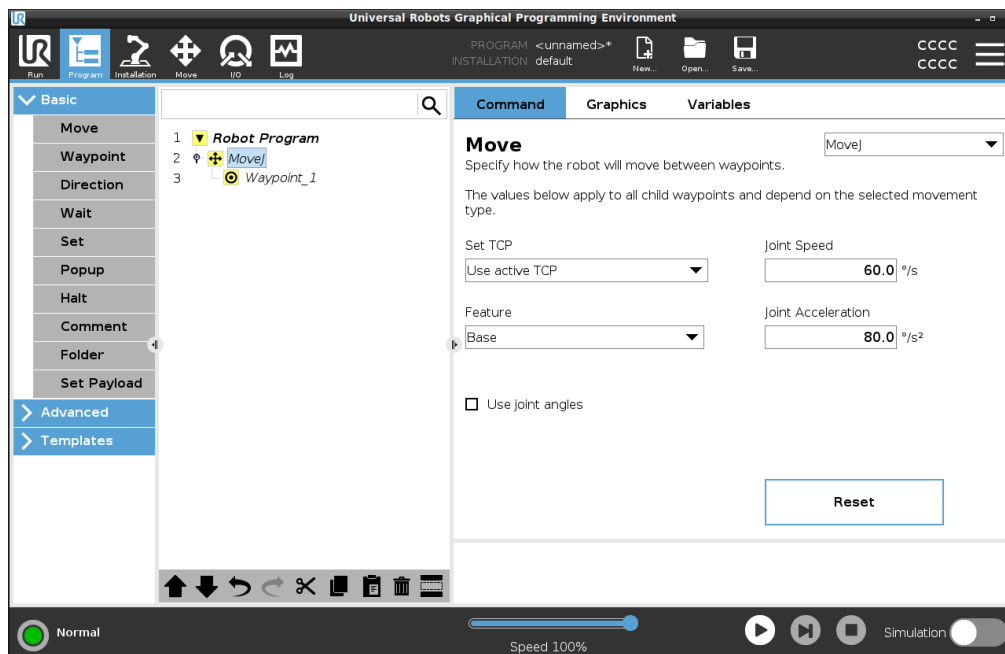 UR
Universal Robots Graphical Programming Environment
Run
Program
Installation
Move
I/O
Log
PROGRAM <unnamed>*
INSTALLATION default
New...
Open...
Save...
CCCC
CCCC
Basic
Move
Waypoint
Direction
Wait
Set
Popup
Halt
Comment
Folder
Set Payload
Advanced
Templates
1 Robot Program
2 MoveJ
3 Waypoint_1
Command Graphics Variables
Move
MoveJ
Specify how the robot will move between waypoints.
The values below apply to all child waypoints and depend on the selected movement
type.
Set TCP
Use active TCP
Joint Speed
60.0 °/s
Feature
Base
Joint Acceleration
80.0 °/s²
Use joint angles
Reset
Normal
Speed 100%
Simulation